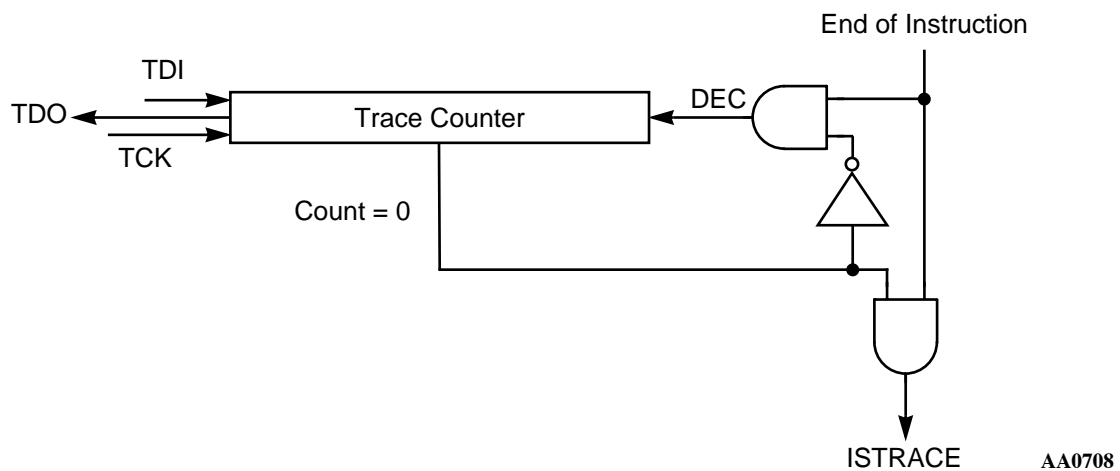 End of Instruction
TDI
DEC
TDO
Trace Counter
TCK
Count = 0
ISTRACE
AA0708